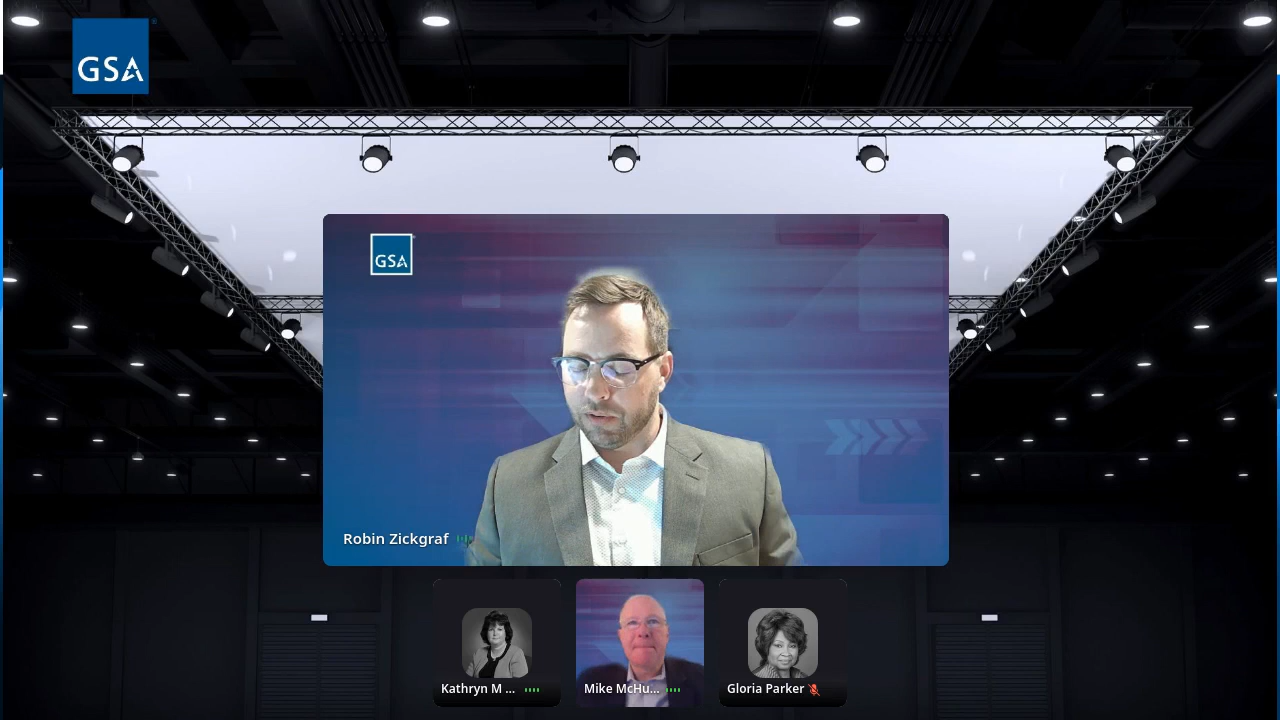 GSA
GSA
Robin Zickgraf
Kathryn M ...
Mike McHu...
Gloria Parker